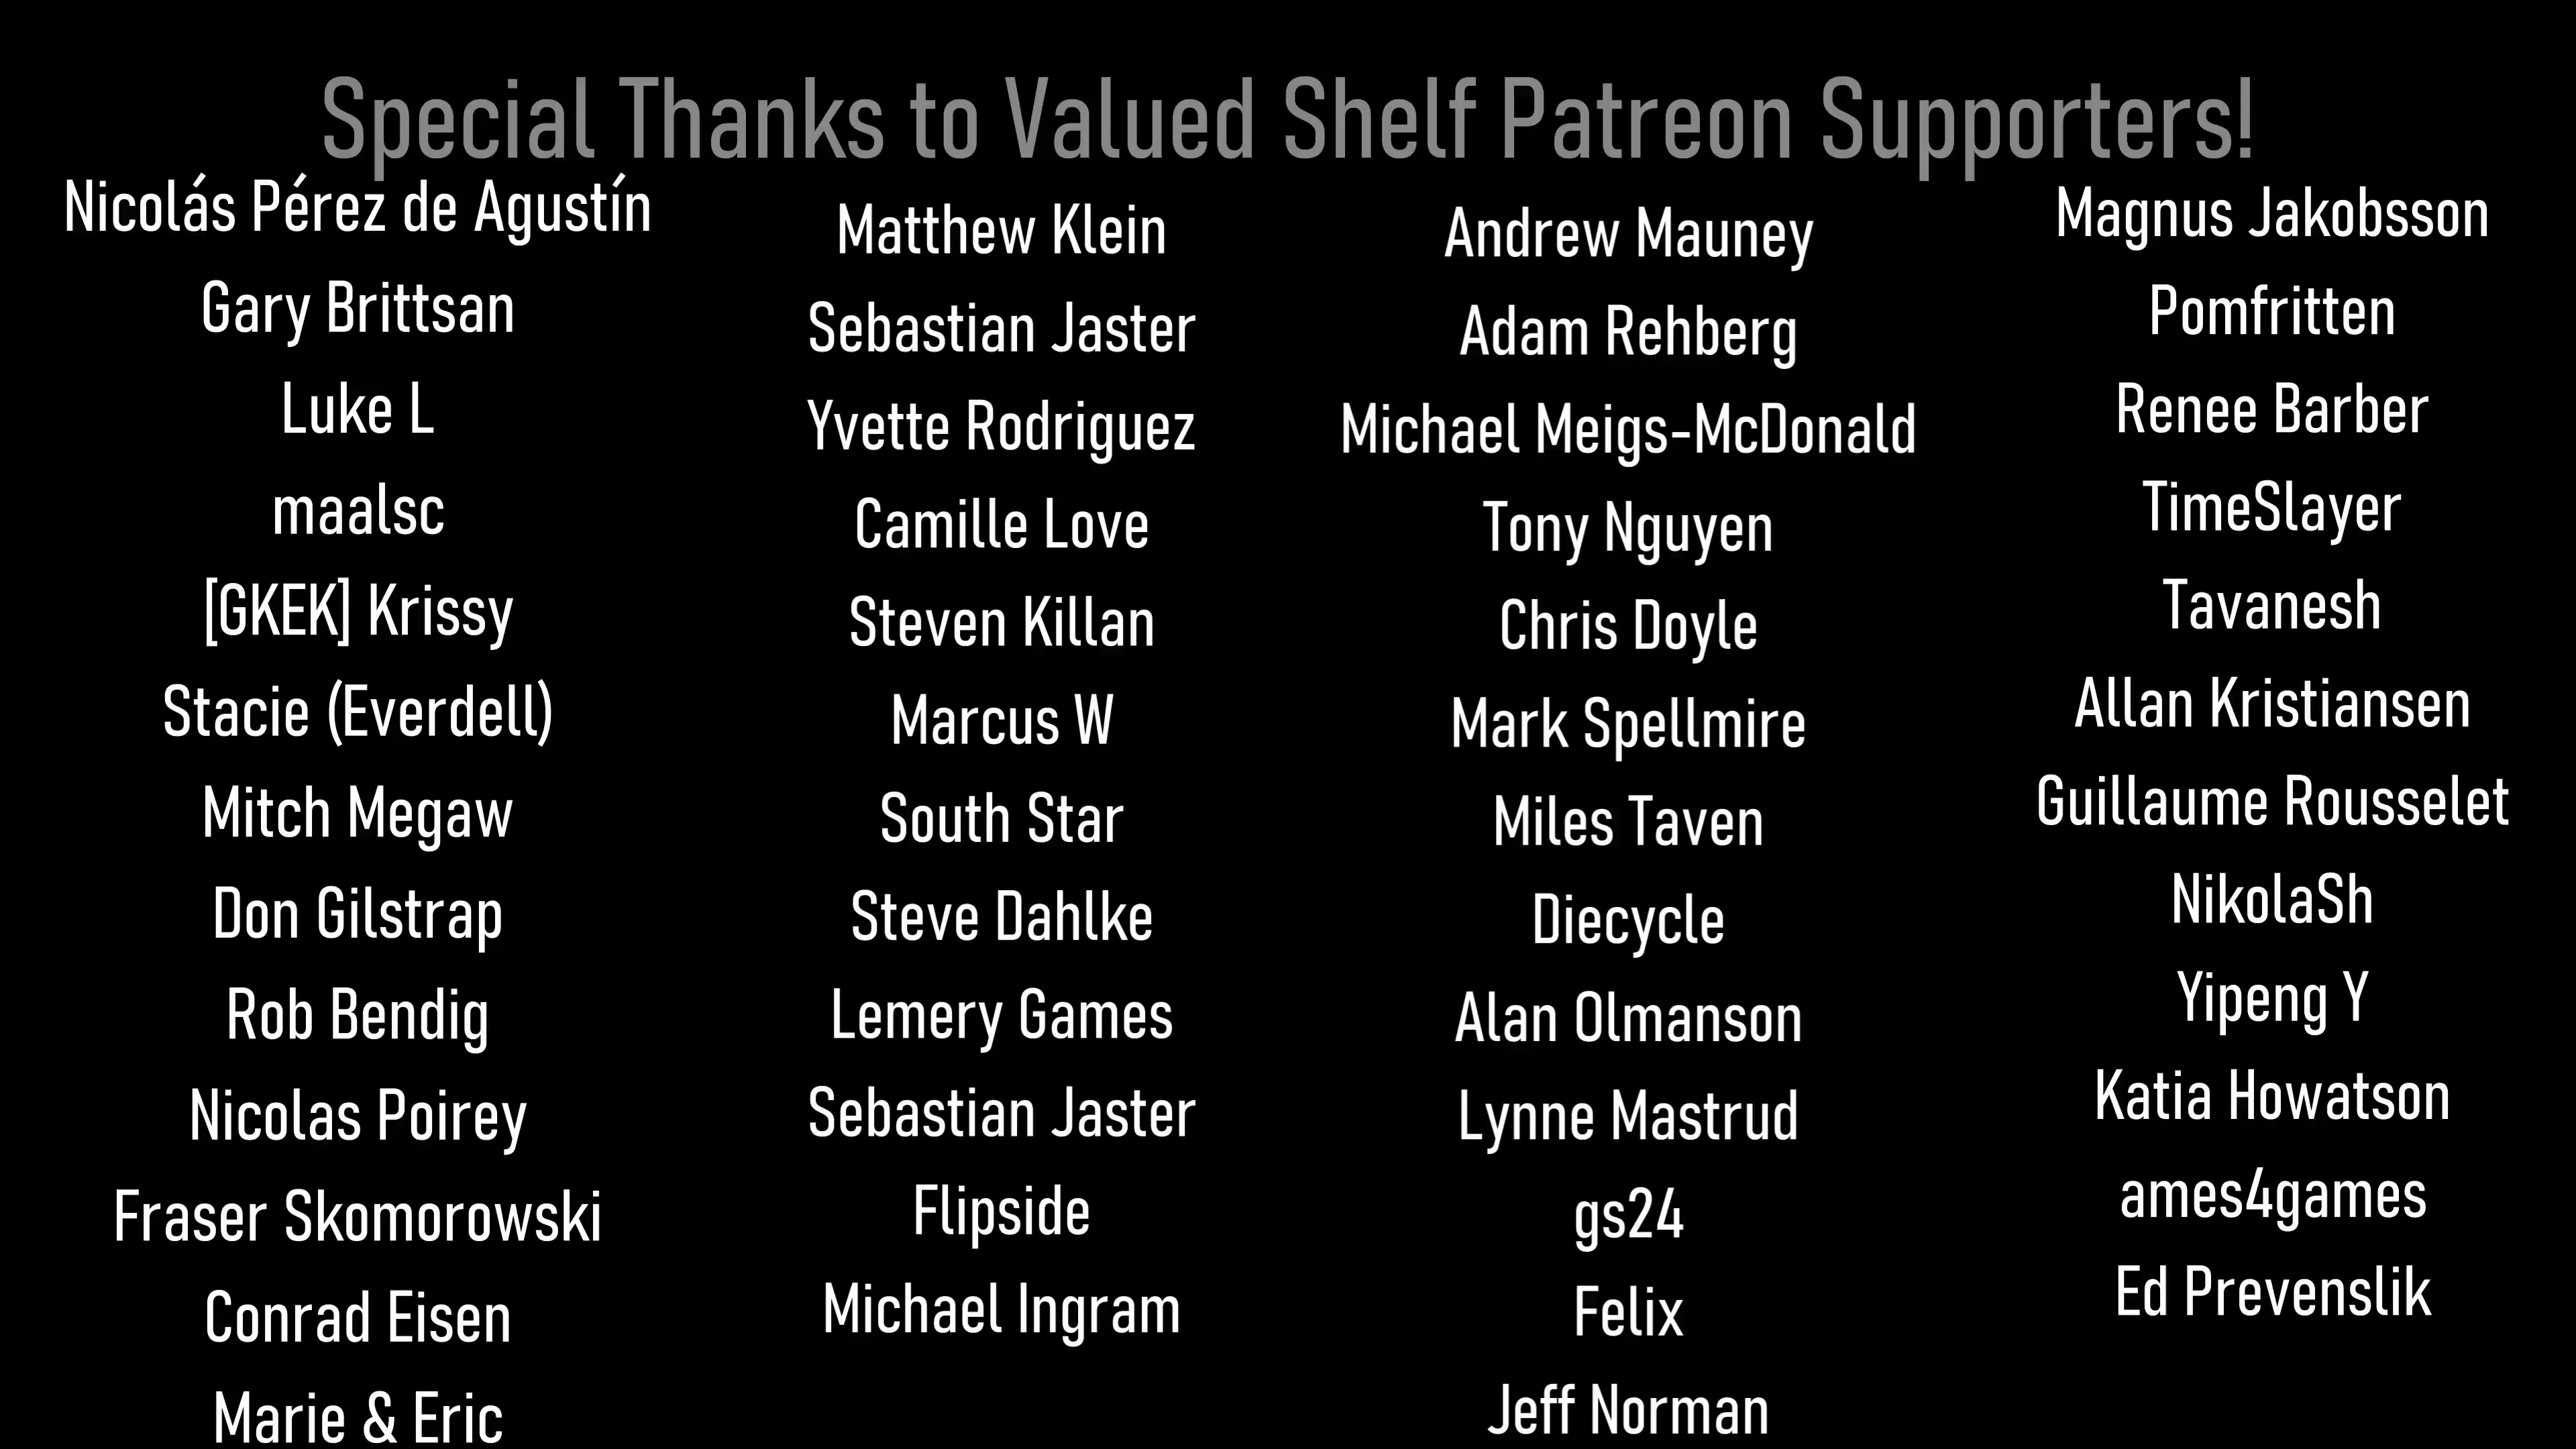 Special Thanks to Valued Shelf Patreon Supporters!
Nicolás Pérez de Agustín
Gary Brittsan
Luke L
maalsc
[GKEK] Krissy
Stacie (Everdell)
Mitch Megaw
Don Gilstrap
Rob Bendig
Nicolas Poirey
Fraser Skomorowski
Conrad Eisen
Marie & Eric
Matthew Klein
Sebastian Jaster
Yvette Rodriguez
Camille Love
Steven Killan
Marcus W
South Star
Steve Dahlke
Lemery Games
Sebastian Jaster
Flipside
Michael Ingram
Andrew Mauney
Adam Rehberg
Michael Meigs-McDonald
Tony Nguyen
Chris Doyle
Mark Spellmire
Miles Taven
Diecycle
Alan Olmanson
Lynne Mastrud
gs24
Felix
Jeff Norman
Magnus Jakobsson
Pomfritten
Renee Barber
TimeSlayer
Tavanesh
Allan Kristiansen
Guillaume Rousselet
NikolaSh
Yipeng Y
Katia Howatson
ames4games
Ed Prevenslik